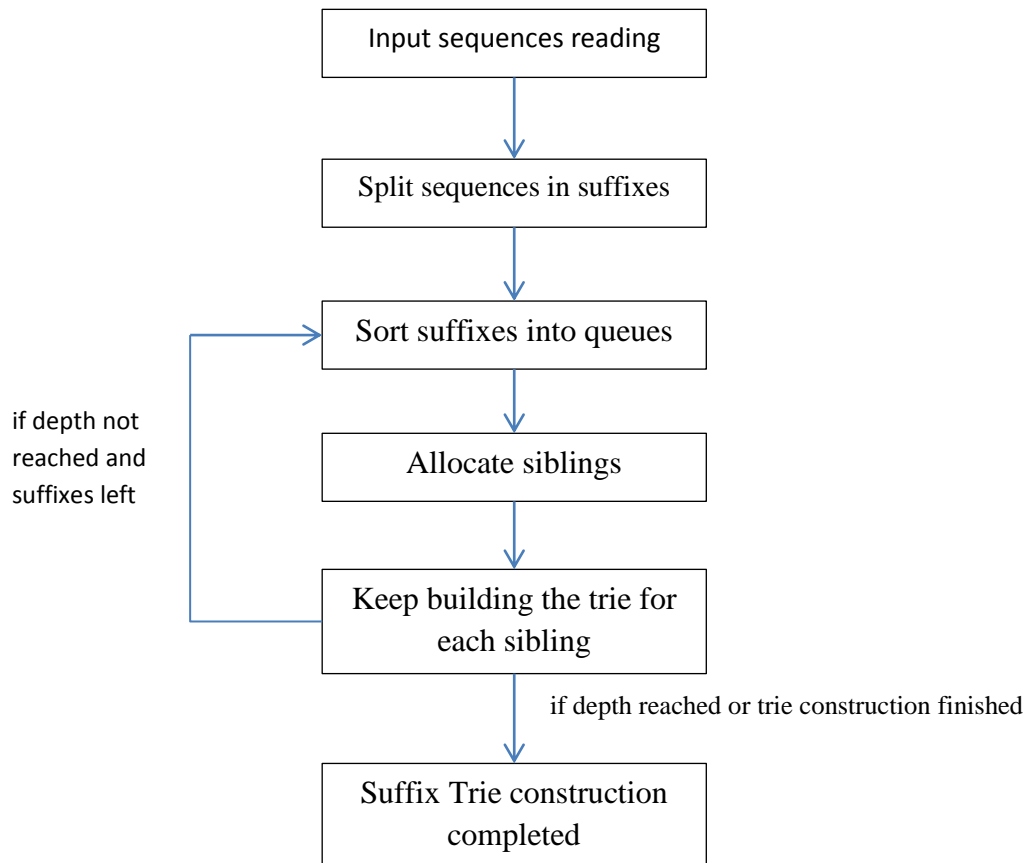 Input sequences reading
Split sequences in suffixes
Sort suffixes into queues
if depth not
reached and
suffixes left
Allocate siblings
Keep building the trie for
each sibling
if depth reached or trie construction finished
Suffix Trie construction
completed